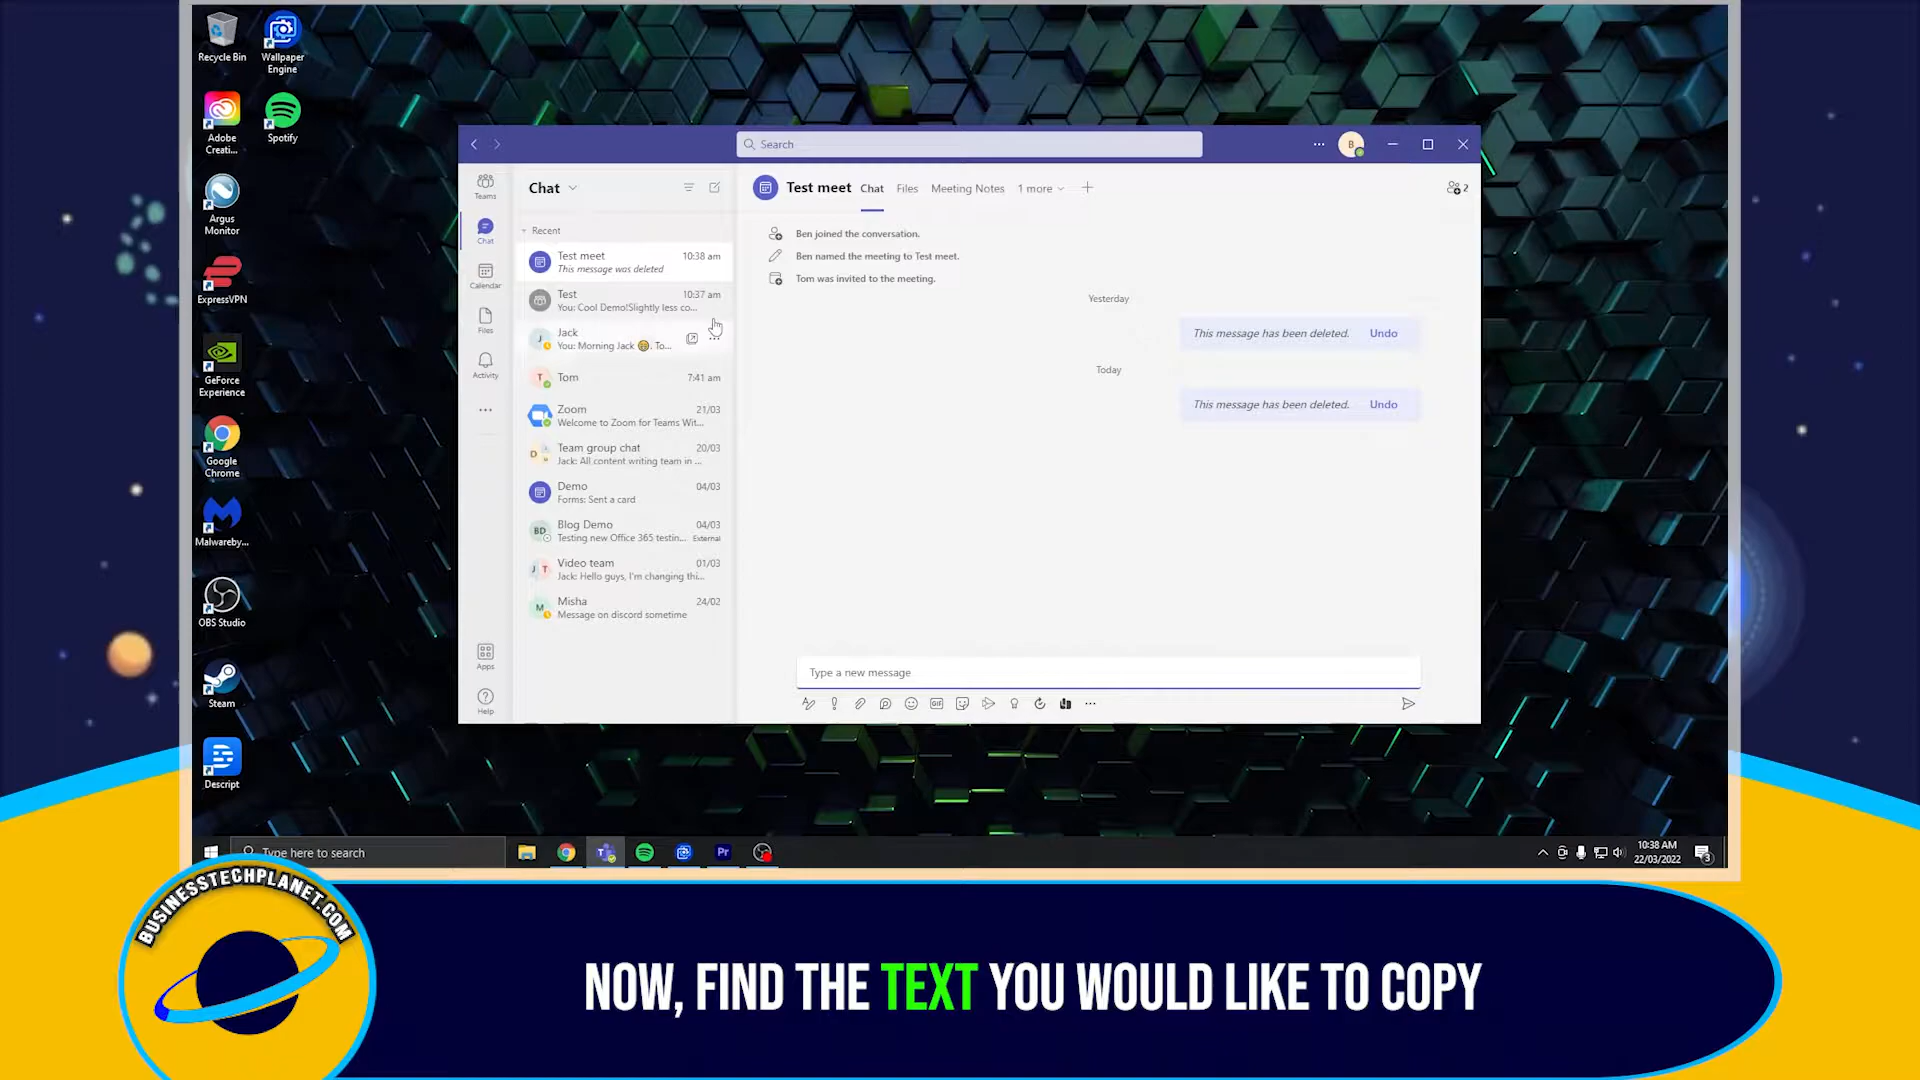 Recycle Bin
Wallpaper
Engine
Adobe
Creati...
Spotify
Argus
Monitor
ExpressVPN
GeForce
Experience
Google
Chrome
Malwareby...
OBS Studio
Steam
Descript
Search
B
Teams
Chat
Calendar
Files
Activity
Apps
Help
Chat
Recent
Test meet 10:38 am
This message was deleted
Test 10:37 am
You: Cool Demo!Slightly less co...
J
Jack
You: Morning Jack 😁. To...
T
Tom 7:41 am
Zoom 21/03
Welcome to Zoom for Teams Wit...
D
Team group chat 20/03
Jack: All content writing team in ...
Demo 04/03
Forms: Sent a card
BD
Blog Demo 04/03
Testing new Office 365 testin... External
J T
Video team 01/03
Jack: Hello guys, I'm changing thi...
M
Misha 24/02
Message on discord sometime
Test meet Chat Files Meeting Notes 1 more
2
Ben joined the conversation.
Ben named the meeting to Test meet.
Tom was invited to the meeting.
Yesterday
This message has been deleted. Undo
Today
This message has been deleted. Undo
Type a new message
GIF
Type here to search
Pr
10:38 AM
22/03/2022
3
BUSINESSTECHPLANET.COM
NOW, FIND THE TEXT YOU WOULD LIKE TO COPY